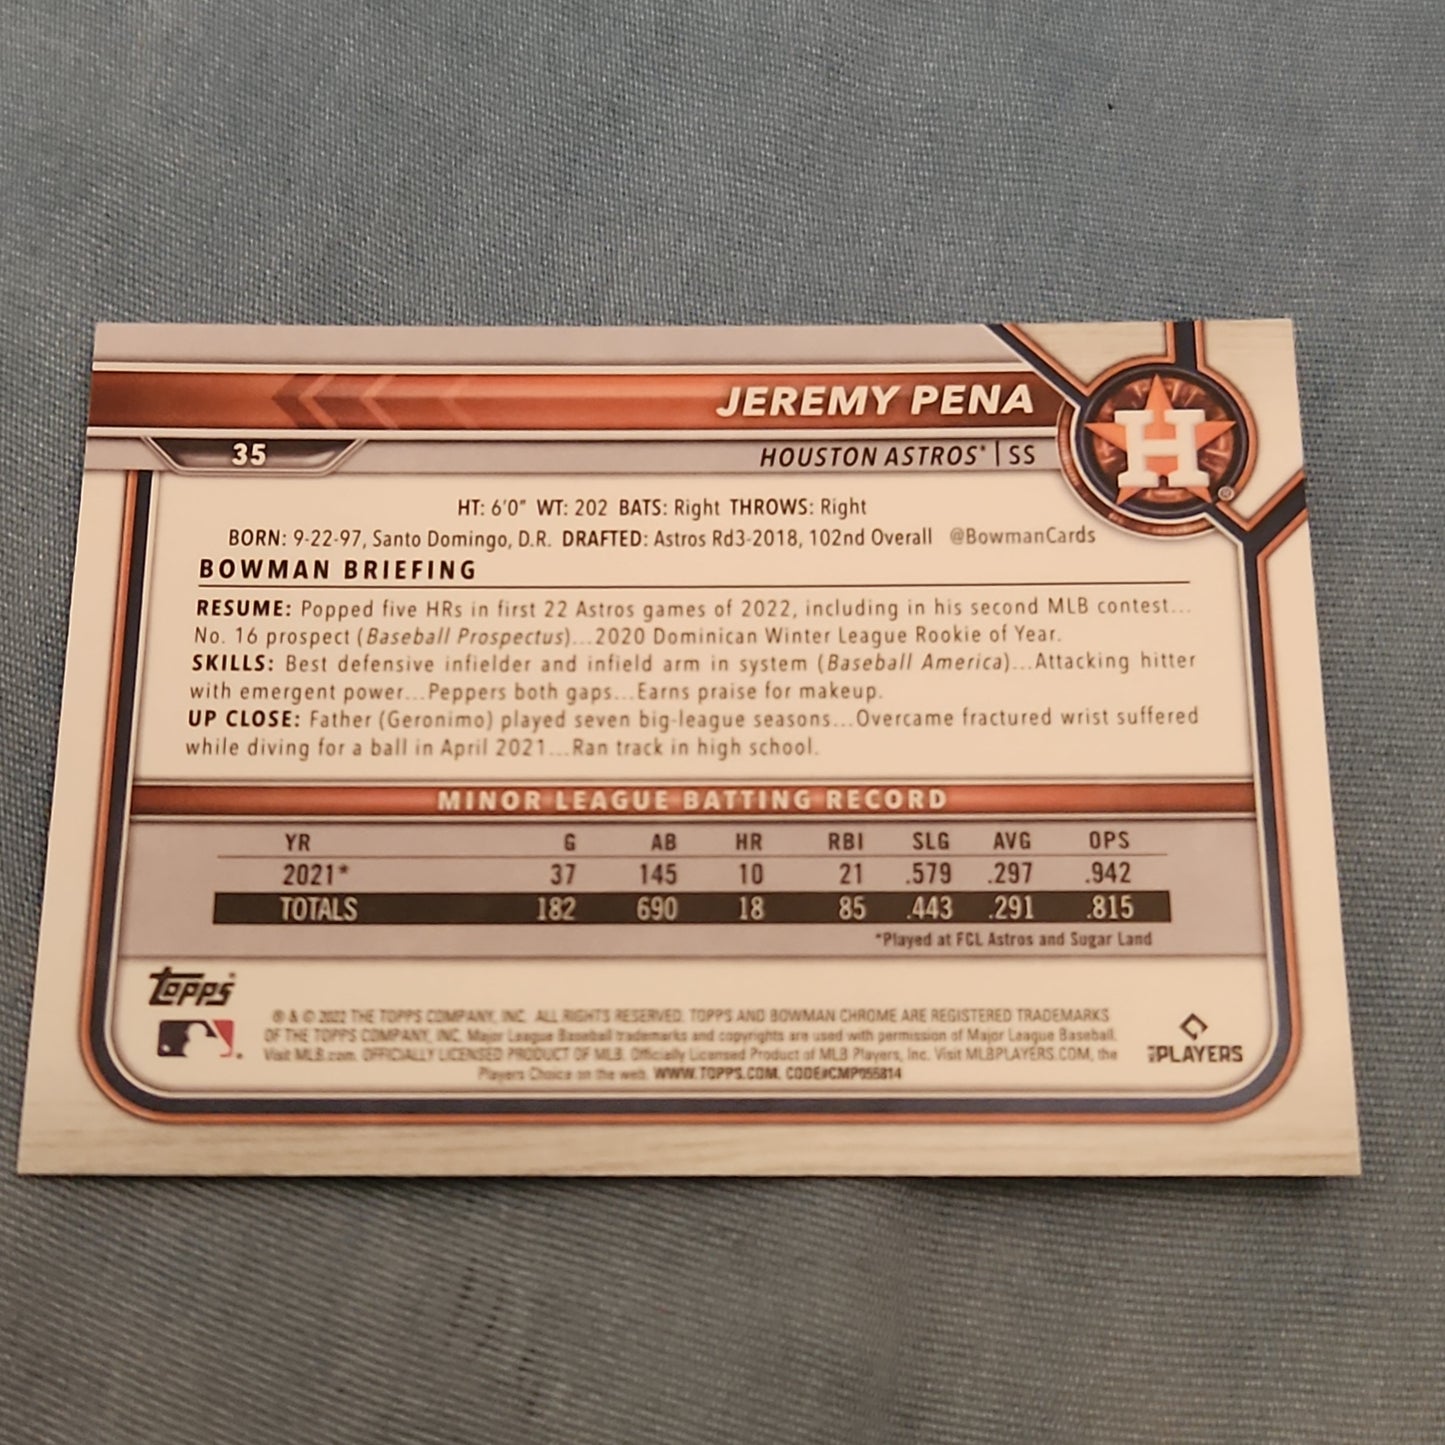 JEREMY PENA
35
HOUSTON ASTROS® | SS
H ®
HT: 6'0" WT: 202 BATS: Right THROWS: Right
BORN: 9-22-97, Santo Domingo, D.R. DRAFTED: Astros Rd3-2018, 102nd Overall @BowmanCards
BOWMAN BRIEFING
RESUME: Popped five HRs in first 22 Astros games of 2022, including in his second MLB contest...
No. 16 prospect (Baseball Prospectus)...2020 Dominican Winter League Rookie of Year.
SKILLS: Best defensive infielder and infield arm in system (Baseball America)...Attacking hitter
with emergent power...Peppers both gaps...Earns praise for makeup.
UP CLOSE: Father (Geronimo) played seven big-league seasons...Overcame fractured wrist suffered
while diving for a ball in April 2021...Ran track in high school.
MINOR LEAGUE BATTING RECORD
YR G AB HR RBI SLG AVG OPS
2021* 37 145 10 21 .579 .297 .942
TOTALS 182 690 18 85 .443 .291 .815
*Played at FCL Astros and Sugar Land
Topps®
® & © 2022 THE TOPPS COMPANY, INC. ALL RIGHTS RESERVED. TOPPS AND BOWMAN CHROME ARE REGISTERED TRADEMARKS
OF THE TOPPS COMPANY, INC. Major League Baseball trademarks and copyrights are used with permission of Major League Baseball.
Visit MLB.com. OFFICIALLY LICENSED PRODUCT OF MLB. Officially Licensed Product of MLB Players, Inc. Visit MLBPLAYERS.COM, the
Players Choice on the web. WWW.TOPPS.COM. CODE#CMP055814
PLAYERS